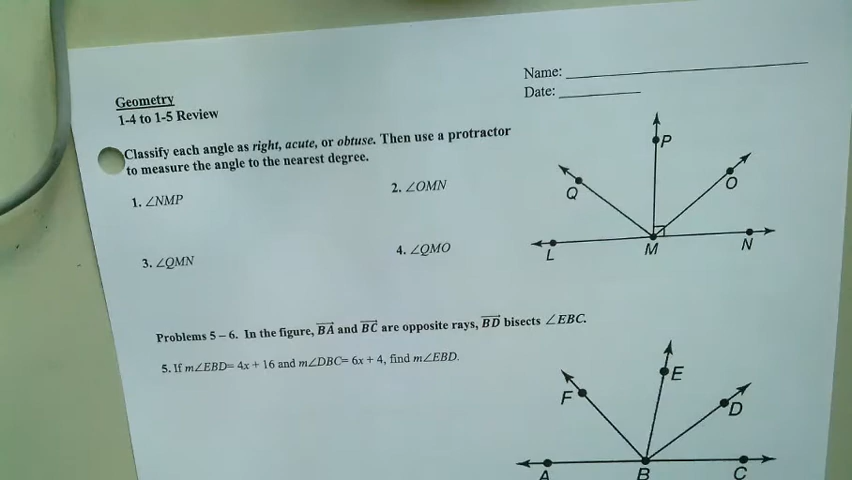 Geometry
1-4 to 1-5 Review
Name:
Date:
Classify each angle as right, acute, or obtuse. Then use a protractor
to measure the angle to the nearest degree.
1. ∠NMP
2. ∠OMN
3. ∠QMN
4. ∠QMO
P
Q
O
L
M
N
Problems 5 – 6. In the figure, BA and BC are opposite rays, BD bisects ∠EBC.
5. If m∠EBD= 4x + 16 and m∠DBC= 6x + 4, find m∠EBD.
E
F
D
A
B
C